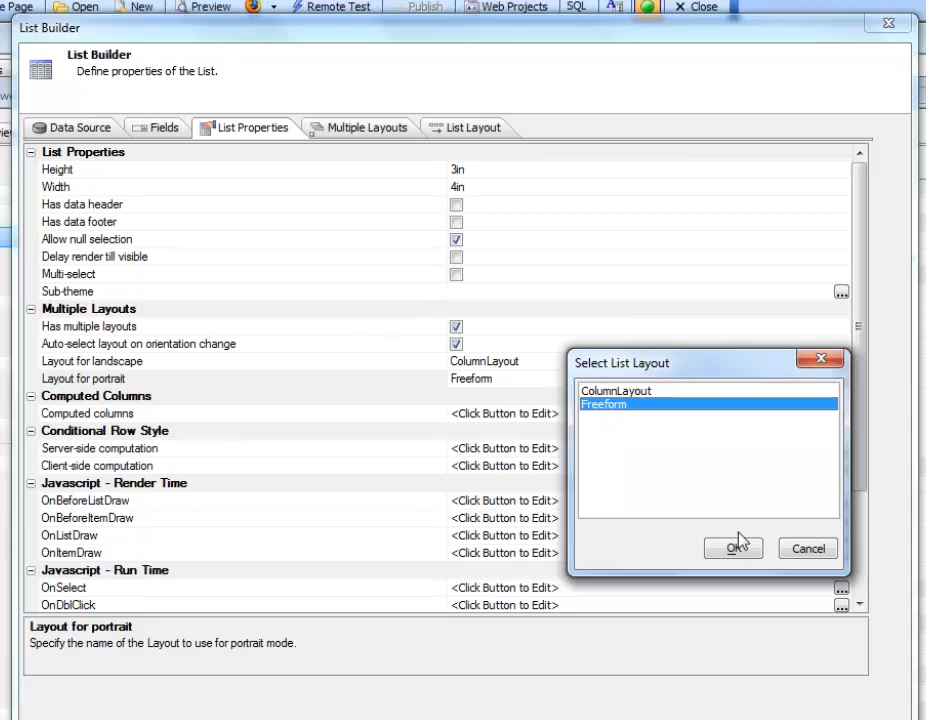 e Page Open New Preview Remote Test Publish Web Projects SQL Close
List Builder
List Builder
Define properties of the List.
Data Source Fields List Properties Multiple Layouts List Layout
List Properties
Height 3in
Width 4in
Has data header
Has data footer
Allow null selection
Delay render till visible
Multi-select
Sub-theme ...
Multiple Layouts
Has multiple layouts
Auto-select layout on orientation change
Layout for landscape ColumnLayout
Layout for portrait Freeform
Computed Columns
Computed columns <Click Button to Edit>
Conditional Row Style
Server-side computation <Click Button to Edit>
Client-side computation <Click Button to Edit>
Javascript - Render Time
OnBeforeListDraw <Click Button to Edit>
OnBeforeItemDraw <Click Button to Edit>
OnListDraw <Click Button to Edit>
OnItemDraw <Click Button to Edit>
Javascript - Run Time
OnSelect <Click Button to Edit> ...
OnDblClick <Click Button to Edit> ...
Layout for portrait
Specify the name of the Layout to use for portrait mode.
Select List Layout
ColumnLayout
Freeform
OK Cancel